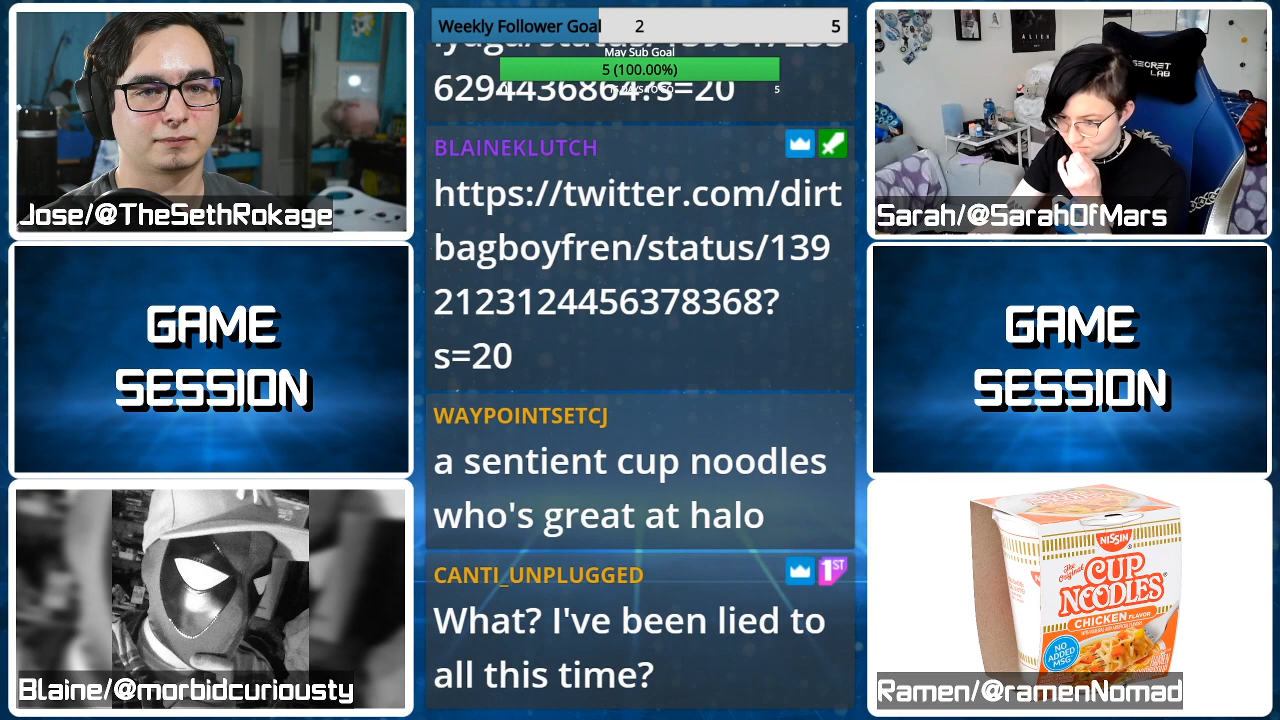 Weekly Follower Goal 2 5
May Sub Goal
5 (100.00%)
5
6294436864?s=20
BLAINEKLUTCH
https://twitter.com/dirt
bagboyfren/status/139
2123124456378368?
s=20
WAYPOINTSETCJ
a sentient cup noodles
who's great at halo
CANTI_UNPLUGGED
1ST
What? I've been lied to
all this time?
Jose/@TheSethRokage
GAME
SESSION
Blaine/@morbidcuriousty
ALIEN
SECRET
LAB
Sarah/@SarahOfMars
GAME
SESSION
NISSIN
The Original
CUP
NOODLES
CHICKEN FLAVOR
NO
ADDED
MSG
Ramen/@ramenNomad